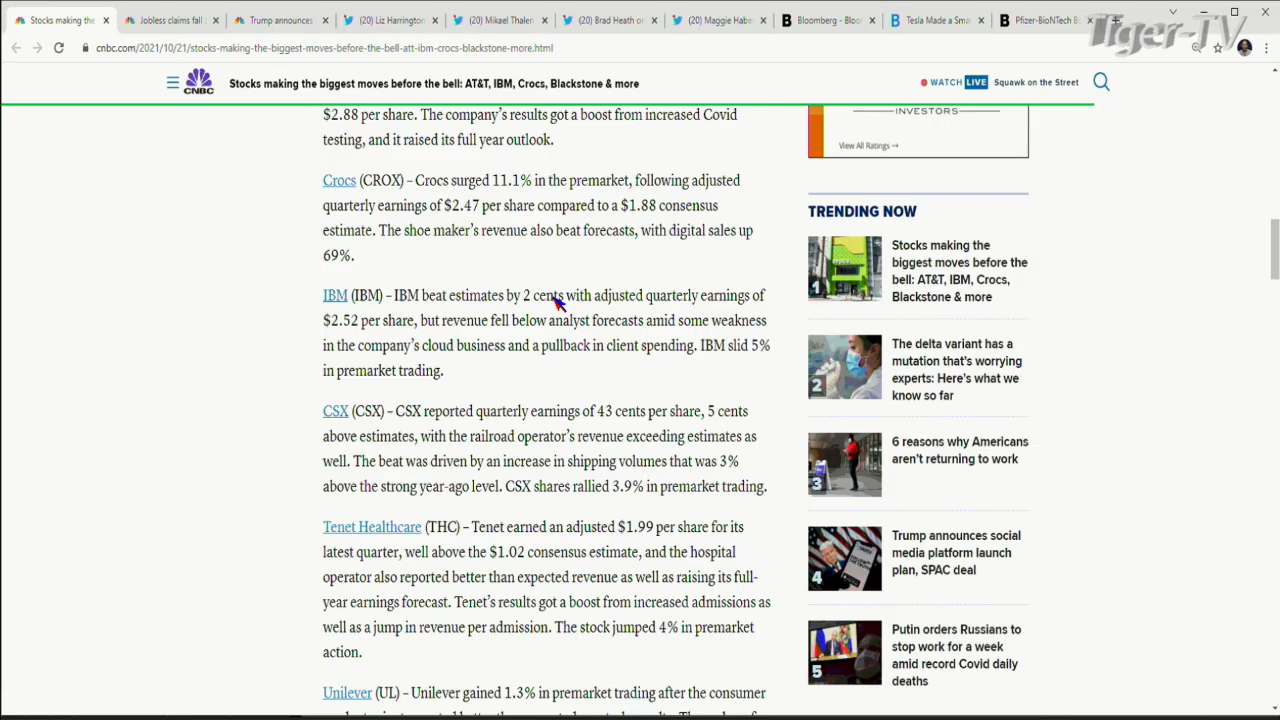 Stocks making the
Jobless claims fall
Trump announces
(20) Liz Harrington
(20) Mikael Thalen
(20) Brad Heath on
(20) Maggie Habe
Bloomberg - Bloo
Tesla Made a Sma
Pfizer-BioNTech B
Tiger-TV
cnbc.com/2021/10/21/stocks-making-the-biggest-moves-before-the-bell-att-ibm-crocs-blackstone-more.html
CNBC
Stocks making the biggest moves before the bell: AT&T, IBM, Crocs, Blackstone & more
WATCH LIVE Squawk on the Street
$2.88 per share. The company's results got a boost from increased Covid
testing, and it raised its full year outlook.
Crocs (CROX) – Crocs surged 11.1% in the premarket, following adjusted
quarterly earnings of $2.47 per share compared to a $1.88 consensus
estimate. The shoe maker's revenue also beat forecasts, with digital sales up
69%.
IBM (IBM) – IBM beat estimates by 2 cents with adjusted quarterly earnings of
$2.52 per share, but revenue fell below analyst forecasts amid some weakness
in the company's cloud business and a pullback in client spending. IBM slid 5%
in premarket trading.
CSX (CSX) – CSX reported quarterly earnings of 43 cents per share, 5 cents
above estimates, with the railroad operator's revenue exceeding estimates as
well. The beat was driven by an increase in shipping volumes that was 3%
above the strong year-ago level. CSX shares rallied 3.9% in premarket trading.
Tenet Healthcare (THC) – Tenet earned an adjusted $1.99 per share for its
latest quarter, well above the $1.02 consensus estimate, and the hospital
operator also reported better than expected revenue as well as raising its full-
year earnings forecast. Tenet's results got a boost from increased admissions as
well as a jump in revenue per admission. The stock jumped 4% in premarket
action.
Unilever (UL) – Unilever gained 1.3% in premarket trading after the consumer
INVESTORS
View All Ratings →
TRENDING NOW
1
Stocks making the
biggest moves before the
bell: AT&T, IBM, Crocs,
Blackstone & more
2
The delta variant has a
mutation that's worrying
experts: Here's what we
know so far
3
6 reasons why Americans
aren't returning to work
4
Trump announces social
media platform launch
plan, SPAC deal
5
Putin orders Russians to
stop work for a week
amid record Covid daily
deaths